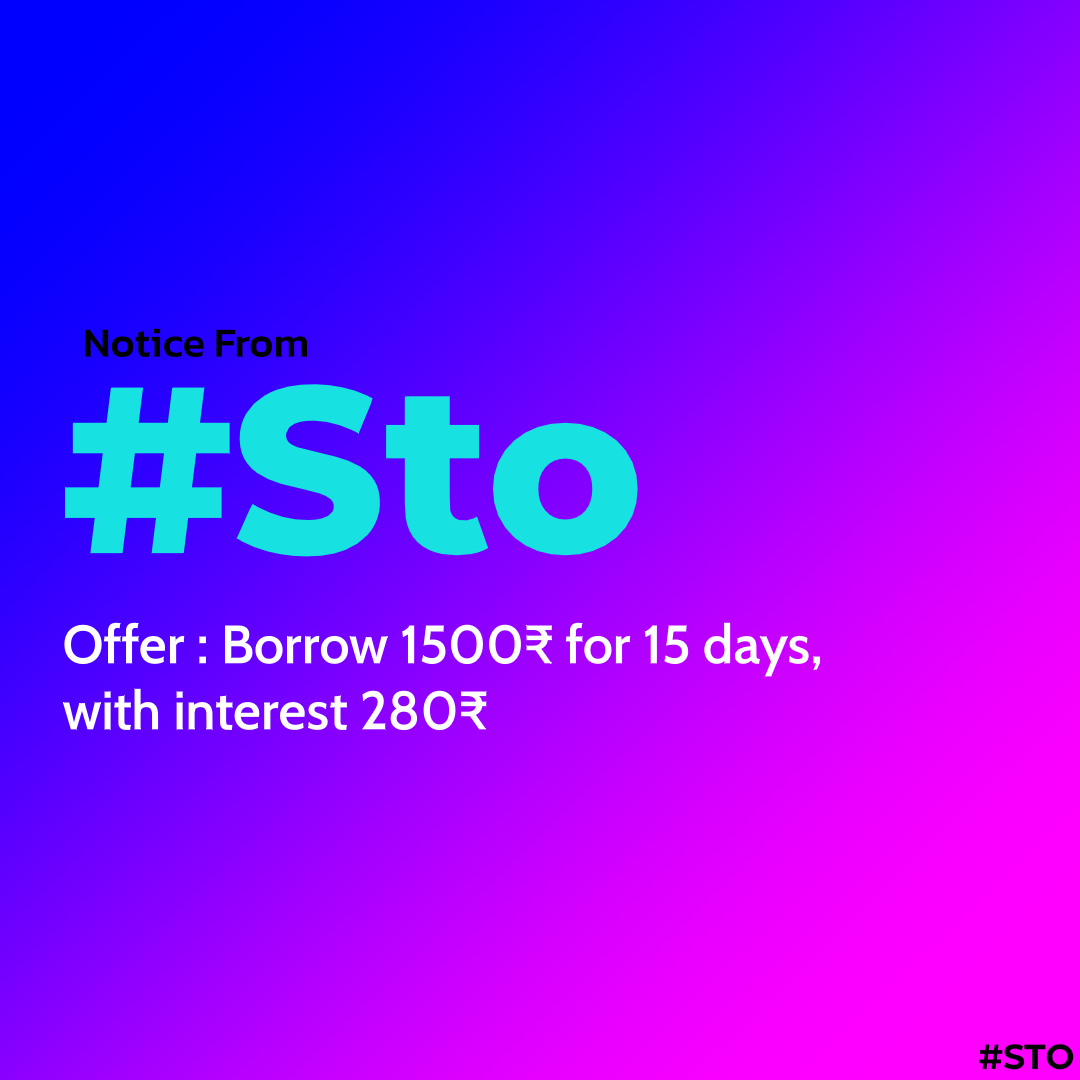 Notice From
#Sto
Offer : Borrow 1500₹ for 15 days,
with interest 280₹
#STO